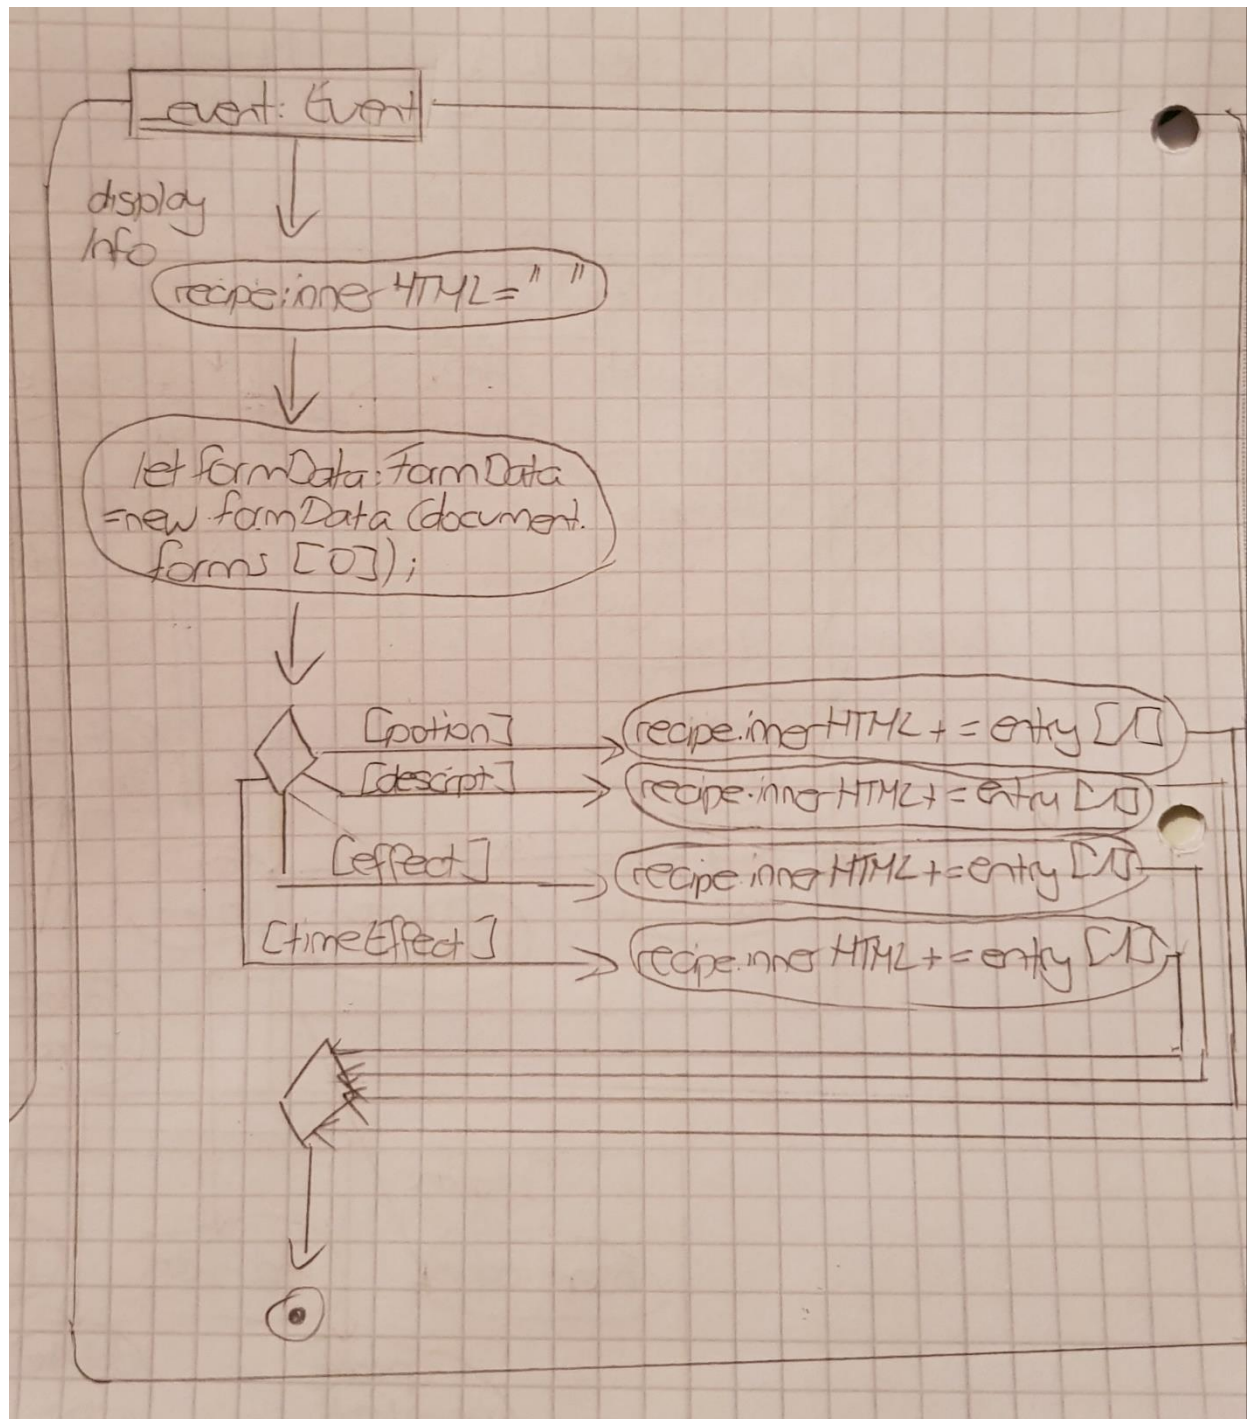 _event: Event
display
Info
recipe.innerHTML=" "
let formData: FormData
=new formData (document.
forms [0]);
[potion]
recipe.innerHTML += entry [1]
[descript]
recipe.innerHTML += entry [1]
[effect]
recipe.innerHTML += entry [1]
[timeEffect]
recipe.innerHTML += entry [1]